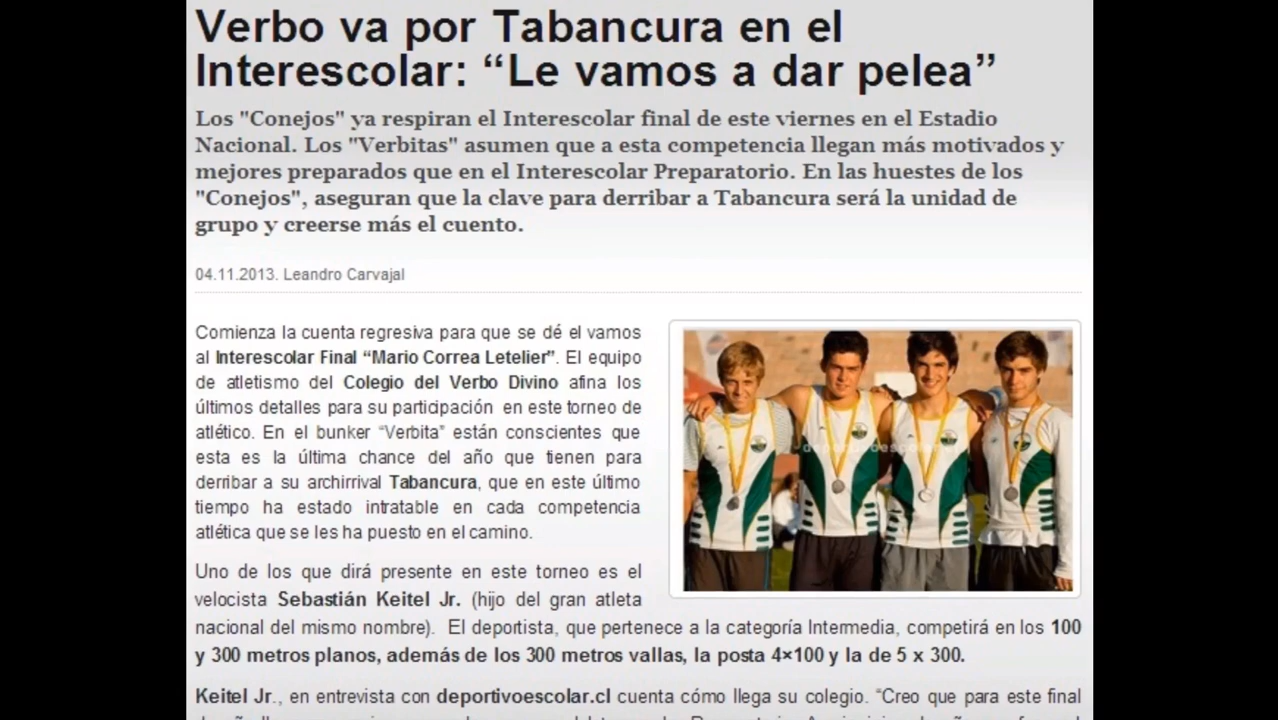 Verbo va por Tabancura en el
Interescolar: “Le vamos a dar pelea”
Los "Conejos" ya respiran el Interescolar final de este viernes en el Estadio
Nacional. Los "Verbitas" asumen que a esta competencia llegan más motivados y
mejores preparados que en el Interescolar Preparatorio. En las huestes de los
"Conejos", aseguran que la clave para derribar a Tabancura será la unidad de
grupo y creerse más el cuento.
04.11.2013. Leandro Carvajal
Comienza la cuenta regresiva para que se dé el vamos
al Interescolar Final “Mario Correa Letelier”. El equipo
de atletismo del Colegio del Verbo Divino afina los
últimos detalles para su participación en este torneo de
atlético. En el bunker “Verbita” están conscientes que
esta es la última chance del año que tienen para
derribar a su archirrival Tabancura, que en este último
tiempo ha estado intratable en cada competencia
atlética que se les ha puesto en el camino.
Uno de los que dirá presente en este torneo es el
velocista Sebastián Keitel Jr. (hijo del gran atleta
nacional del mismo nombre). El deportista, que pertenece a la categoría Intermedia, competirá en los 100
y 300 metros planos, además de los 300 metros vallas, la posta 4×100 y la de 5 x 300.
Keitel Jr., en entrevista con deportivoescolar.cl cuenta cómo llega su colegio. “Creo que para este final